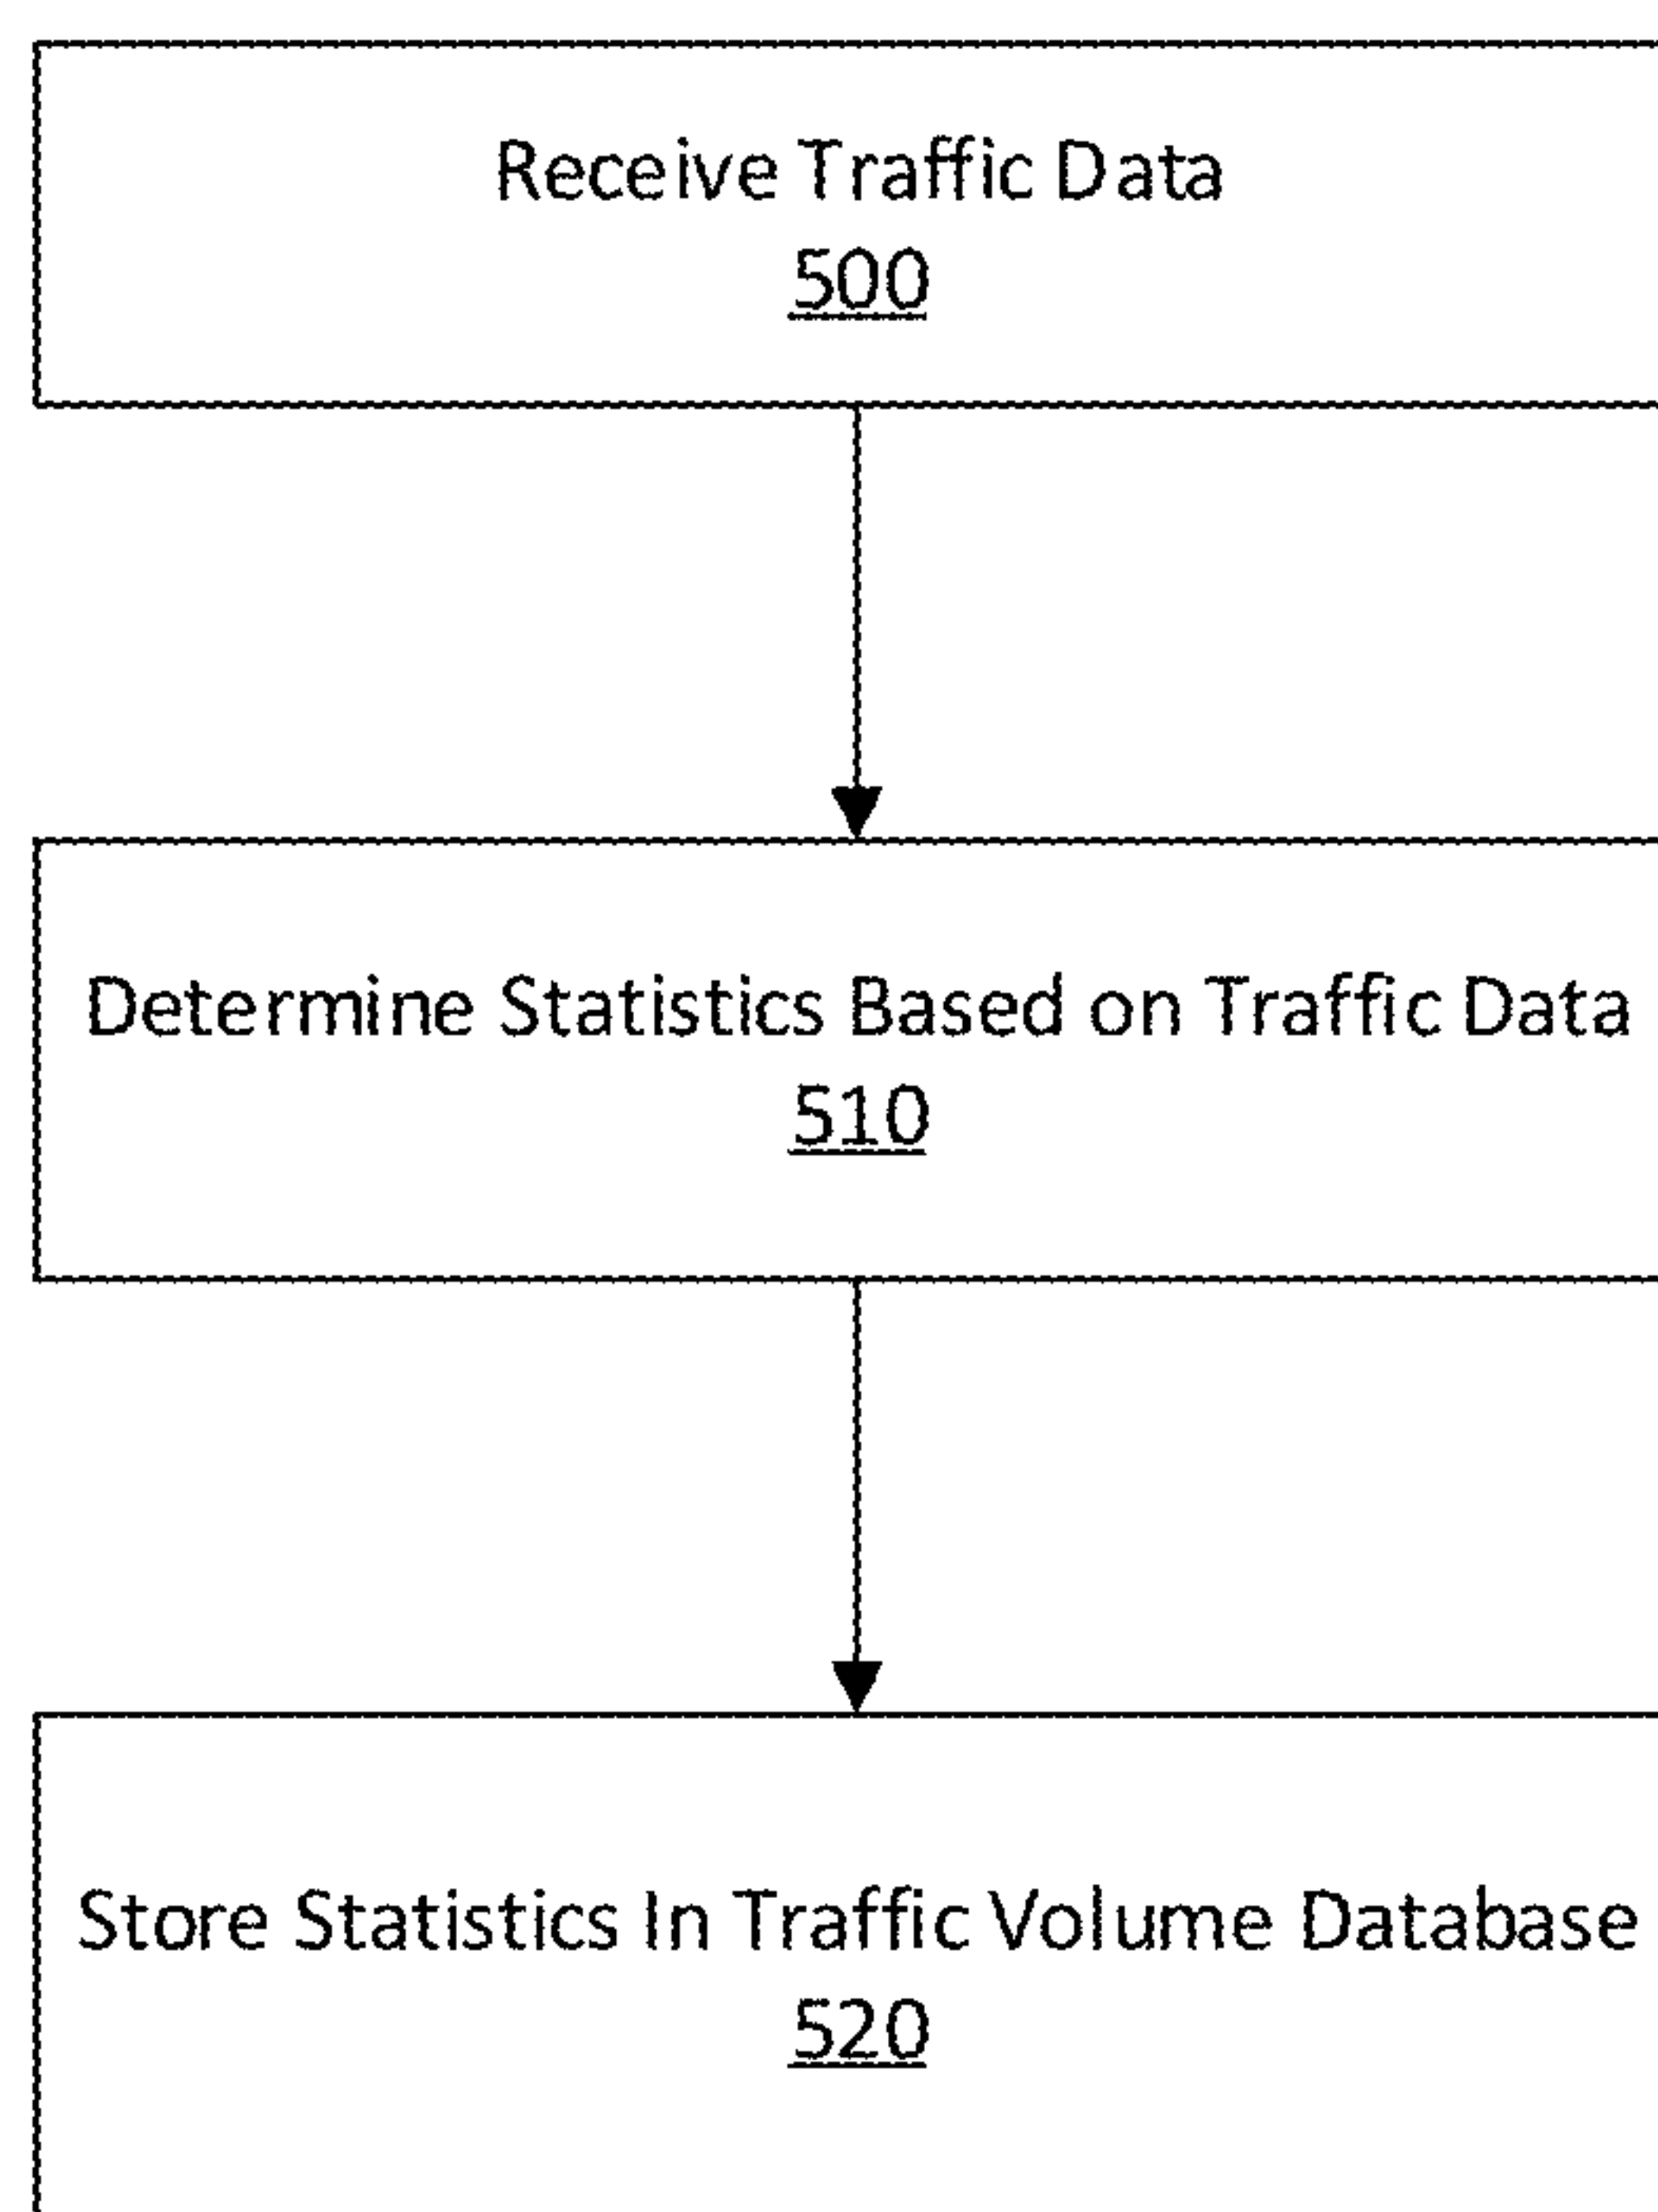 Receive Traffic Data
500
Determine Statistics Based on Traffic Data
510
Store Statistics In Traffic Volume Database
520